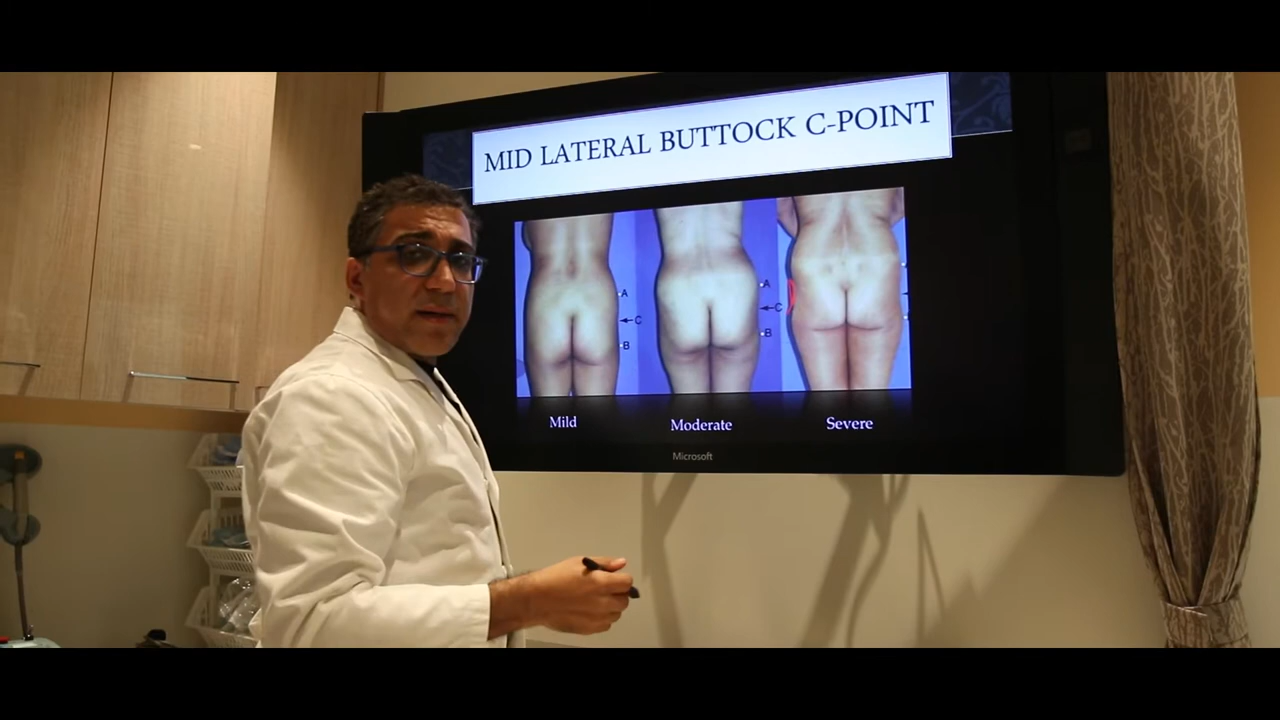 MID LATERAL BUTTOCK C-POINT
A
C
B
A
C
B
Mild
Moderate
Severe
Microsoft